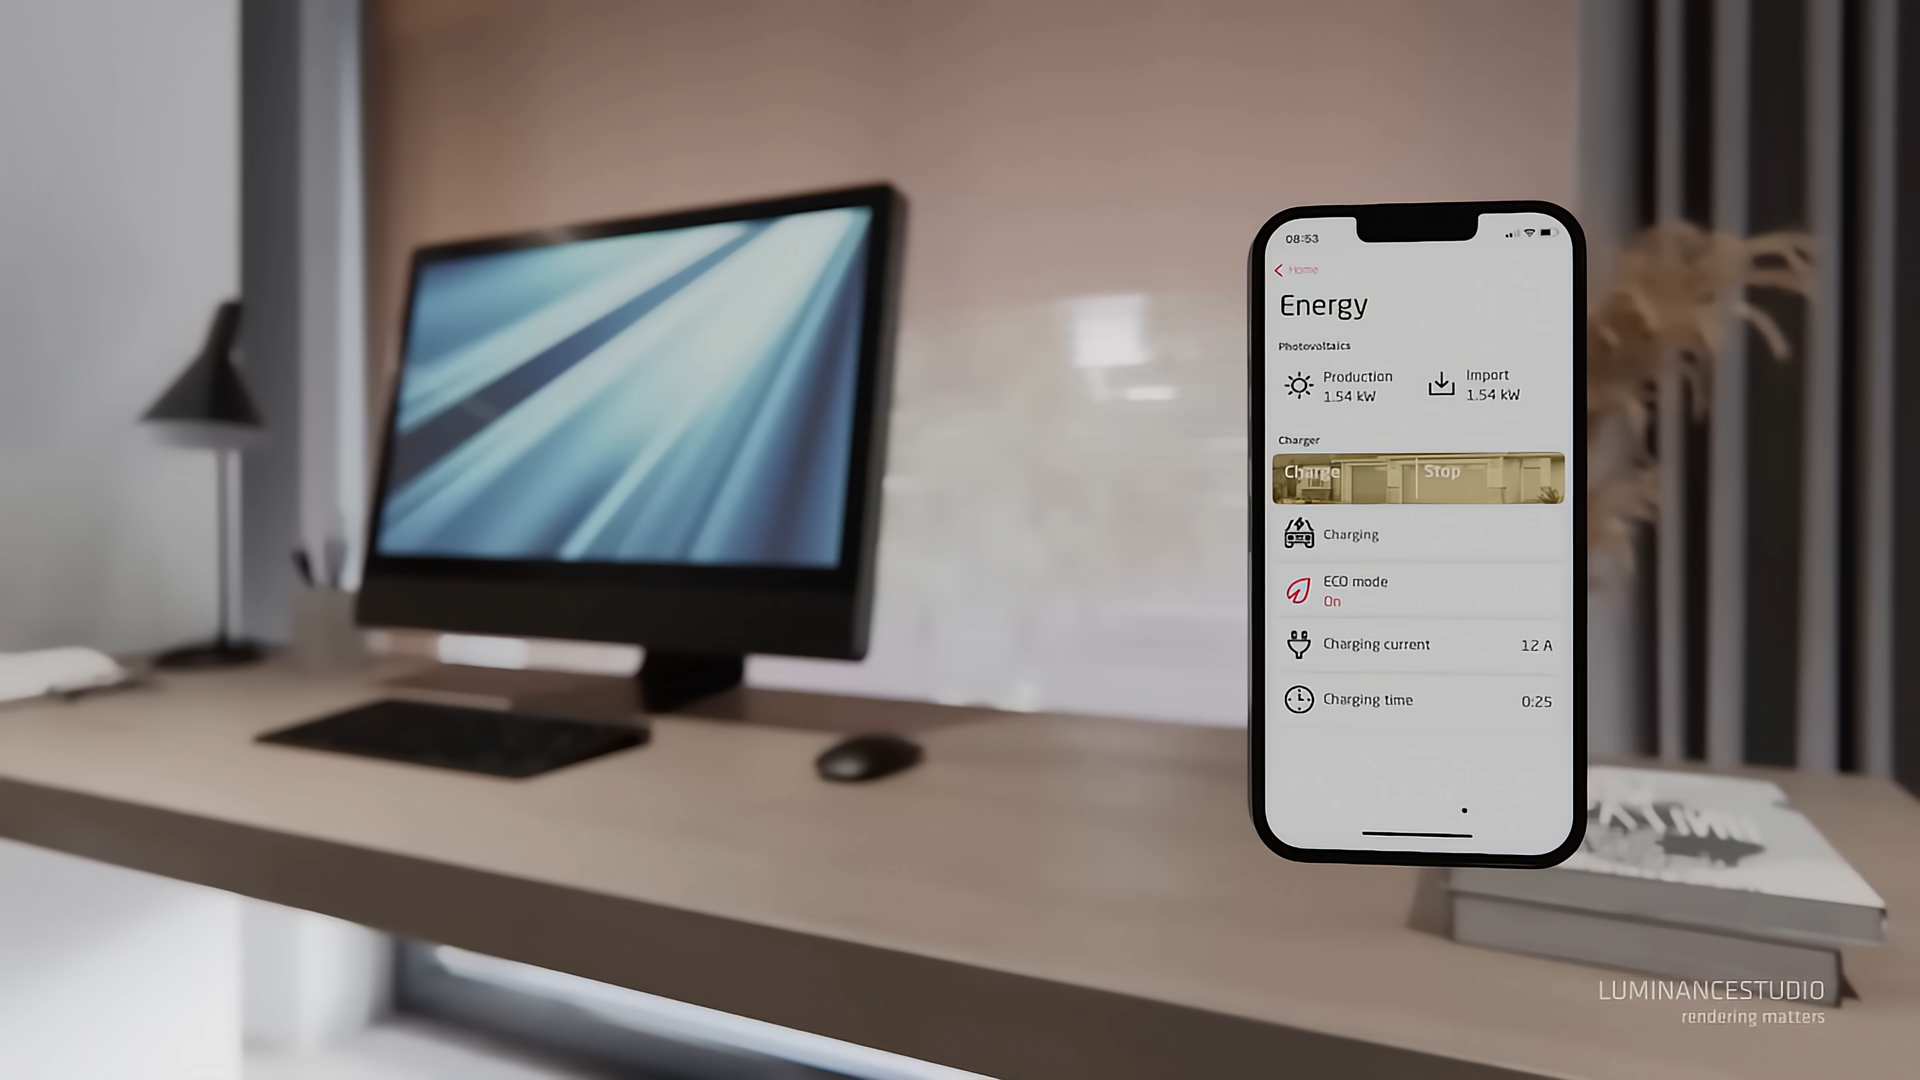 08:53
Home
Energy
Photovoltaics
Production
1.54 kW
Import
1.54 kW
Charger
Charge
Stop
Charging
ECO mode
On
Charging current
12 A
Charging time
0:25
LUMINANCESTUDIO
rendering matters